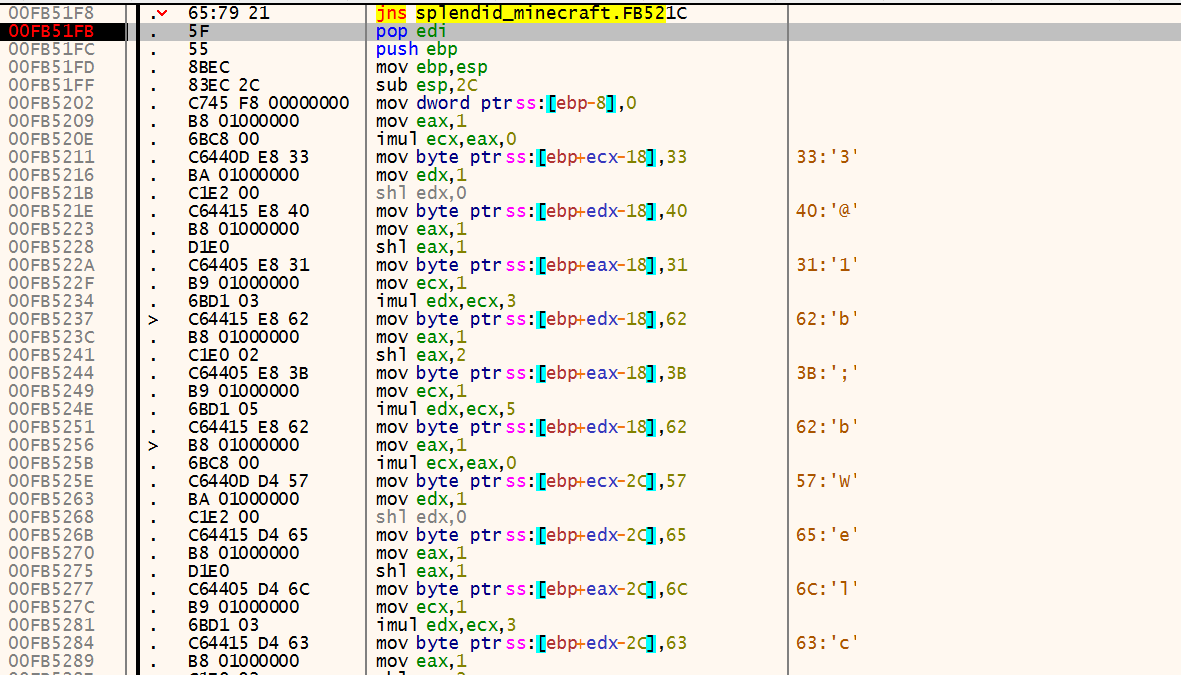 00FB51F8 . 65:79 21 jns splendid_minecraft.FB521C
00FB51FB . 5F pop edi
00FB51FC . 55 push ebp
00FB51FD . 8BEC mov ebp,esp
00FB51FF . 83EC 2C sub esp,2C
00FB5202 . C745 F8 00000000 mov dword ptr ss:[ebp-8],0
00FB5209 . B8 01000000 mov eax,1
00FB520E . 6BC8 00 imul ecx,eax,0
00FB5211 . C6440D E8 33 mov byte ptr ss:[ebp+ecx-18],33 33:'3'
00FB5216 . BA 01000000 mov edx,1
00FB521B . C1E2 00 shl edx,0
00FB521E . C64415 E8 40 mov byte ptr ss:[ebp+edx-18],40 40:'@'
00FB5223 . B8 01000000 mov eax,1
00FB5228 . D1E0 shl eax,1
00FB522A . C64405 E8 31 mov byte ptr ss:[ebp+eax-18],31 31:'1'
00FB522F . B9 01000000 mov ecx,1
00FB5234 . 6BD1 03 imul edx,ecx,3
00FB5237 > C64415 E8 62 mov byte ptr ss:[ebp+edx-18],62 62:'b'
00FB523C . B8 01000000 mov eax,1
00FB5241 . C1E0 02 shl eax,2
00FB5244 . C64405 E8 3B mov byte ptr ss:[ebp+eax-18],3B 3B:';'
00FB5249 . B9 01000000 mov ecx,1
00FB524E . 6BD1 05 imul edx,ecx,5
00FB5251 . C64415 E8 62 mov byte ptr ss:[ebp+edx-18],62 62:'b'
00FB5256 > B8 01000000 mov eax,1
00FB525B . 6BC8 00 imul ecx,eax,0
00FB525E . C6440D D4 57 mov byte ptr ss:[ebp+ecx-2C],57 57:'W'
00FB5263 . BA 01000000 mov edx,1
00FB5268 . C1E2 00 shl edx,0
00FB526B . C64415 D4 65 mov byte ptr ss:[ebp+edx-2C],65 65:'e'
00FB5270 . B8 01000000 mov eax,1
00FB5275 . D1E0 shl eax,1
00FB5277 . C64405 D4 6C mov byte ptr ss:[ebp+eax-2C],6C 6C:'l'
00FB527C . B9 01000000 mov ecx,1
00FB5281 . 6BD1 03 imul edx,ecx,3
00FB5284 . C64415 D4 63 mov byte ptr ss:[ebp+edx-2C],63 63:'c'
00FB5289 . B8 01000000 mov eax,1